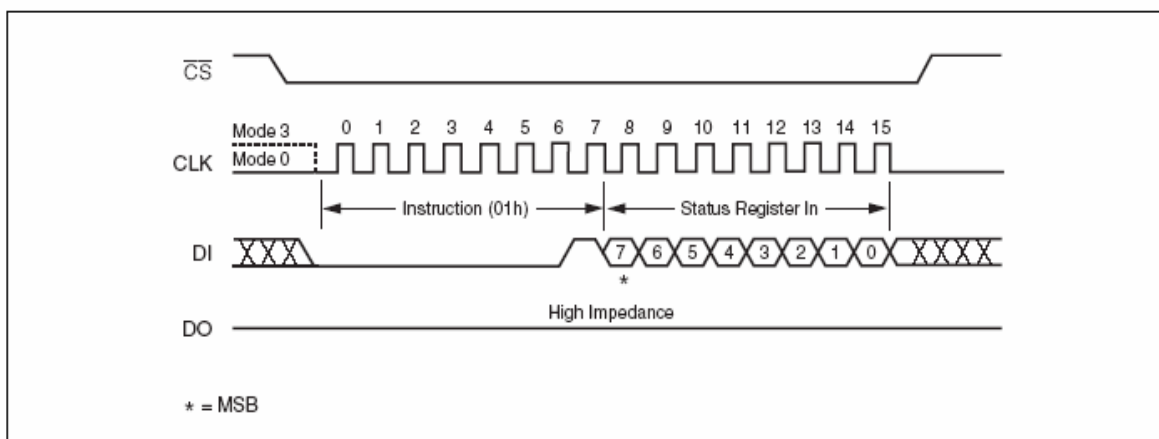 CS
Mode 3
0 1 2 3 4 5 6 7 8 9 10 11 12 13 14 15
Mode 0
CLK
Instruction (01h)
Status Register In
DI
7 6 5 4 3 2 1 0
*
High Impedance
DO
* = MSB